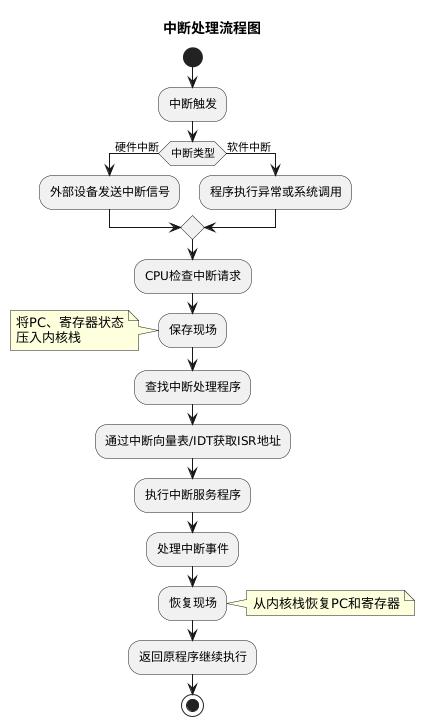 中断处理流程图
中断触发
硬件中断
中断类型
软件中断
外部设备发送中断信号
程序执行异常或系统调用
CPU检查中断请求
将PC、寄存器状态
压入内核栈
保存现场
查找中断处理程序
通过中断向量表/IDT获取ISR地址
执行中断服务程序
处理中断事件
恢复现场
从内核栈恢复PC和寄存器
返回原程序继续执行